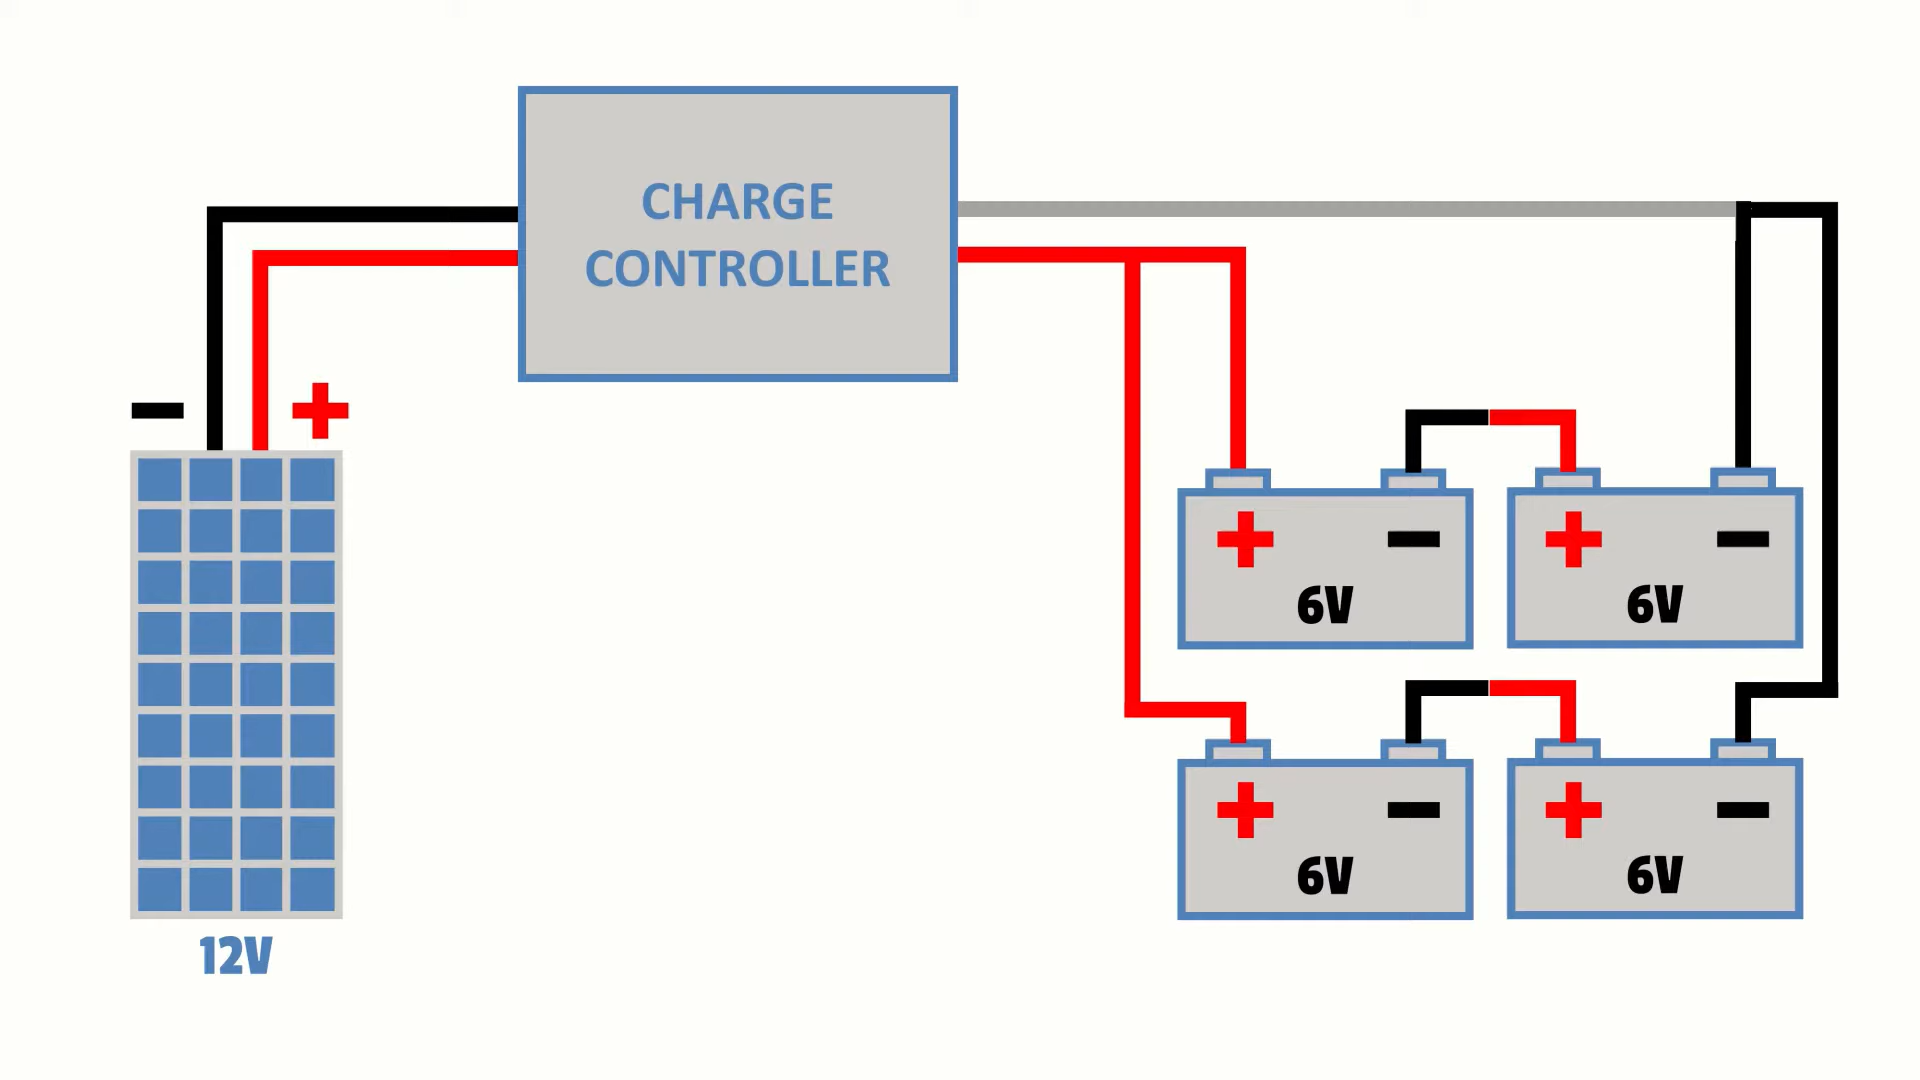 CHARGE
CONTROLLER
− +
+ − + −
6V 6V
+ − + −
6V 6V
12V